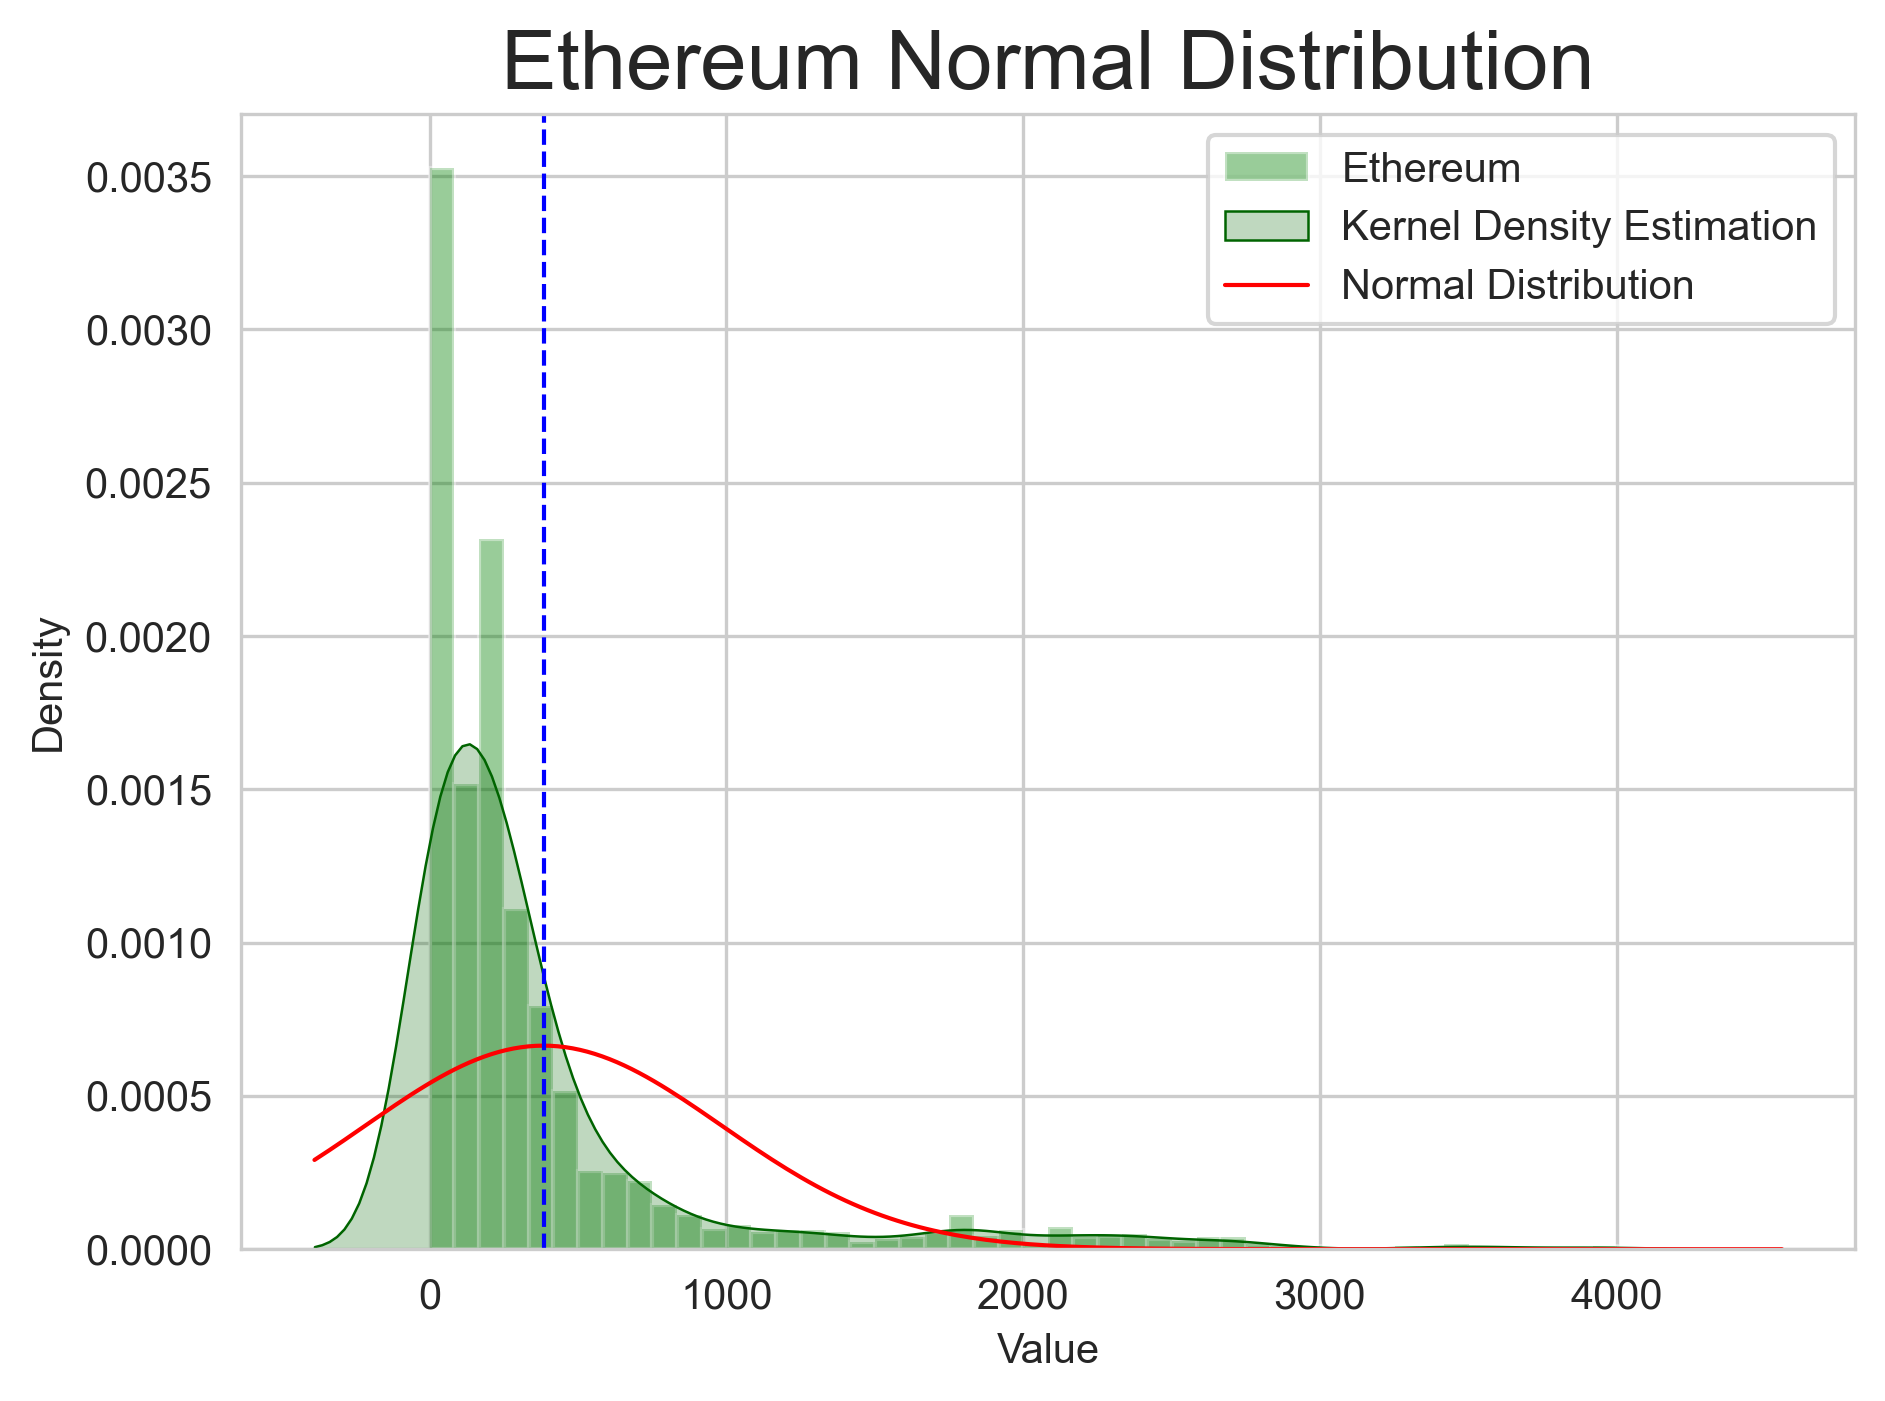 Ethereum Normal Distribution
Ethereum
Kernel Density Estimation
Normal Distribution
0.0035
0.0030
0.0025
0.0020
0.0015
0.0010
0.0005
0.0000
Density
0 1000 2000 3000 4000
Value